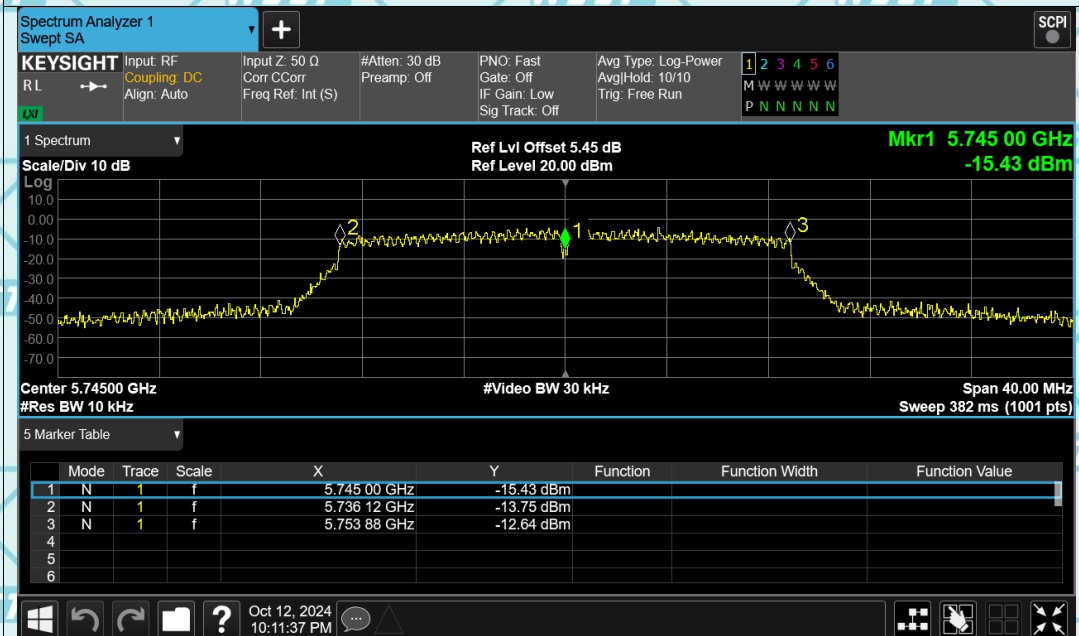 Spectrum Analyzer 1
Swept SA
+
SCPI
KEYSIGHT
RL
LXI
Input: RF
Coupling: DC
Align: Auto
Input Z: 50 Ω
Corr CCorr
Freq Ref: Int (S)
#Atten: 30 dB
Preamp: Off
PNO: Fast
Gate: Off
IF Gain: Low
Sig Track: Off
Avg Type: Log-Power
Avg|Hold: 10/10
Trig: Free Run
1 2 3 4 5 6
M W W W W W
P N N N N N
1 Spectrum
Scale/Div 10 dB
Ref Lvl Offset 5.45 dB
Ref Level 20.00 dBm
Mkr1 5.745 00 GHz
-15.43 dBm
Log
10.0
0.00
-10.0
-20.0
-30.0
-40.0
-50.0
-60.0
-70.0
2
1
3
Center 5.74500 GHz
#Video BW 30 kHz
Span 40.00 MHz
#Res BW 10 kHz
Sweep 382 ms (1001 pts)
5 Marker Table
Mode Trace Scale X Y Function Function Width Function Value
1 N 1 f 5.745 00 GHz -15.43 dBm
2 N 1 f 5.736 12 GHz -13.75 dBm
3 N 1 f 5.753 88 GHz -12.64 dBm
4
5
6
?
Oct 12, 2024
10:11:37 PM